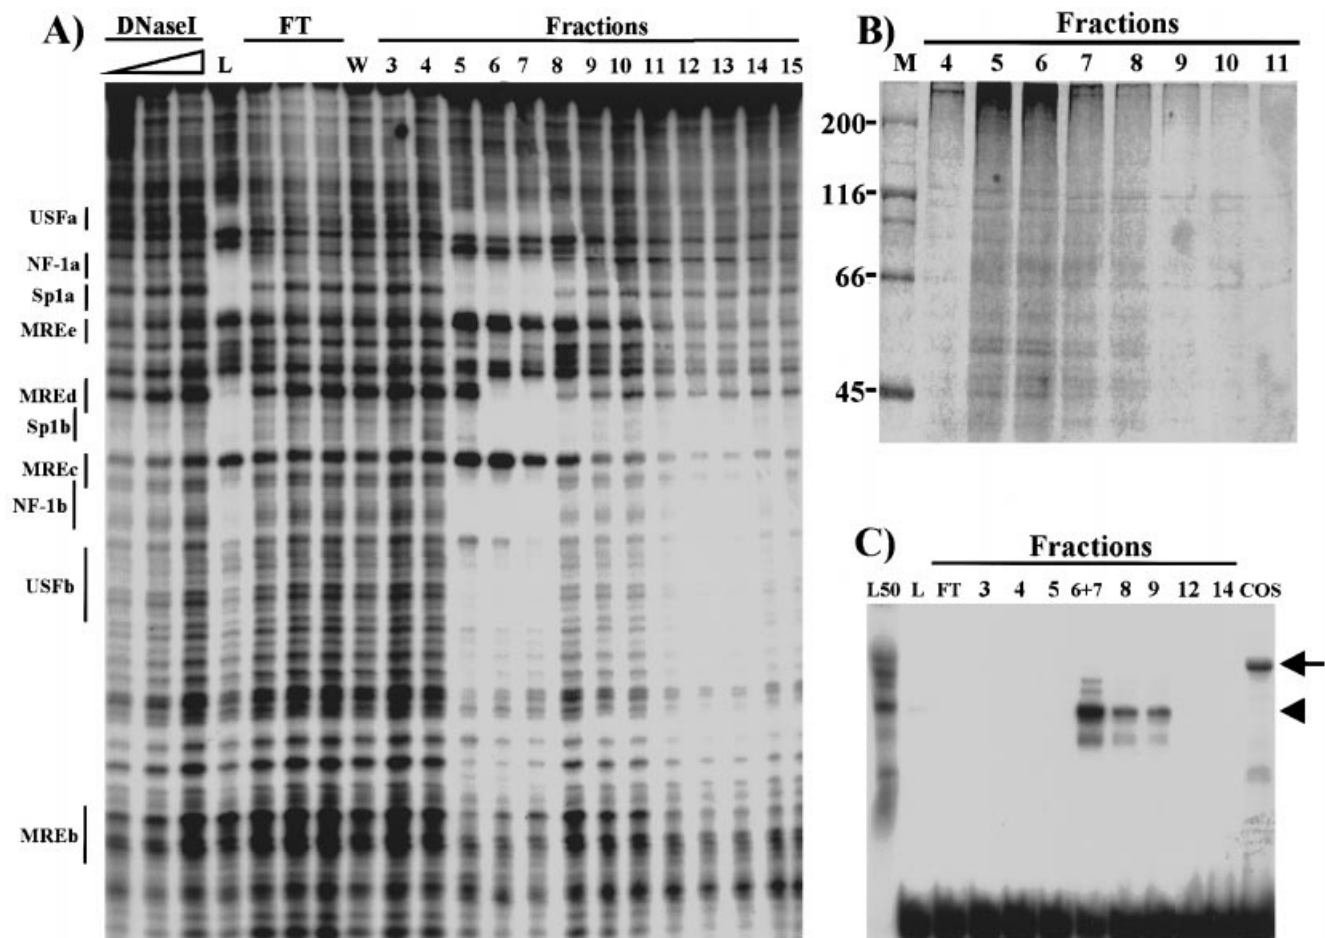 A)
DNaseI FT Fractions
L W 3 4 5 6 7 8 9 10 11 12 13 14 15
USFa
NF-1a
Sp1a
MREe
MREd
Sp1b
MREc
NF-1b
USFb
MREb
B)
Fractions
M 4 5 6 7 8 9 10 11
200-
116-
66-
45-
C)
Fractions
L50 L FT 3 4 5 6+7 8 9 12 14 COS